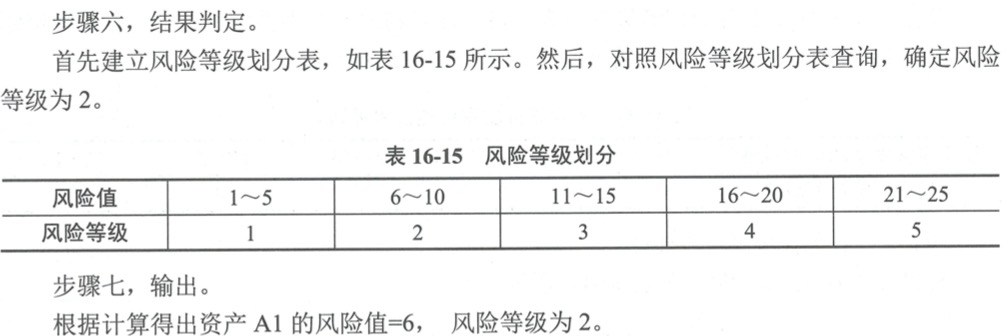 步骤六，结果判定。
首先建立风险等级划分表，如表 16-15 所示。然后，对照风险等级划分表查询，确定风险
等级为 2。
表 16-15 风险等级划分
风险值 1～5 6～10 11～15 16～20 21～25
风险等级 1 2 3 4 5
步骤七，输出。
根据计算得出资产 A1 的风险值=6， 风险等级为 2。